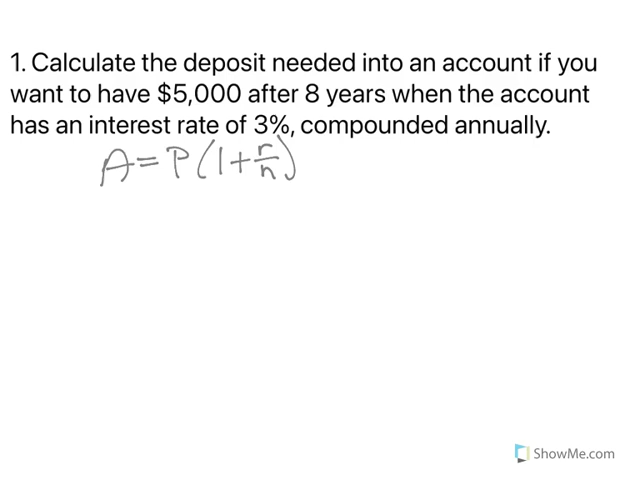 1. Calculate the deposit needed into an account if you
want to have $5,000 after 8 years when the account
has an interest rate of 3%, compounded annually.
A=P(1+r/n)
ShowMe.com